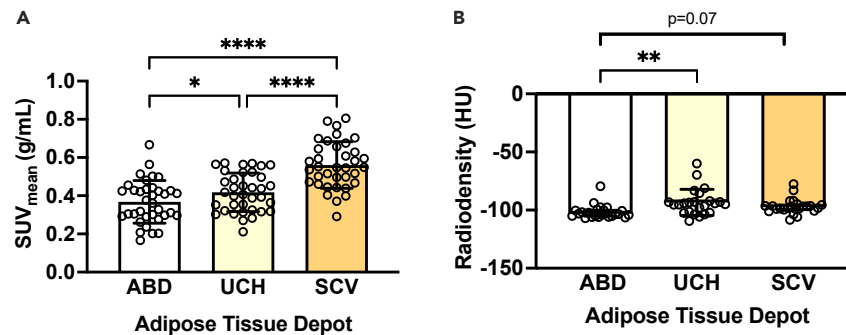 A
****
*
****
SUVmean (g/mL)
1.0
0.8
0.6
0.4
0.2
0.0
ABD
UCH
SCV
Adipose Tissue Depot
B
p=0.07
**
Radiodensity (HU)
0
-50
-100
-150
ABD
UCH
SCV
Adipose Tissue Depot